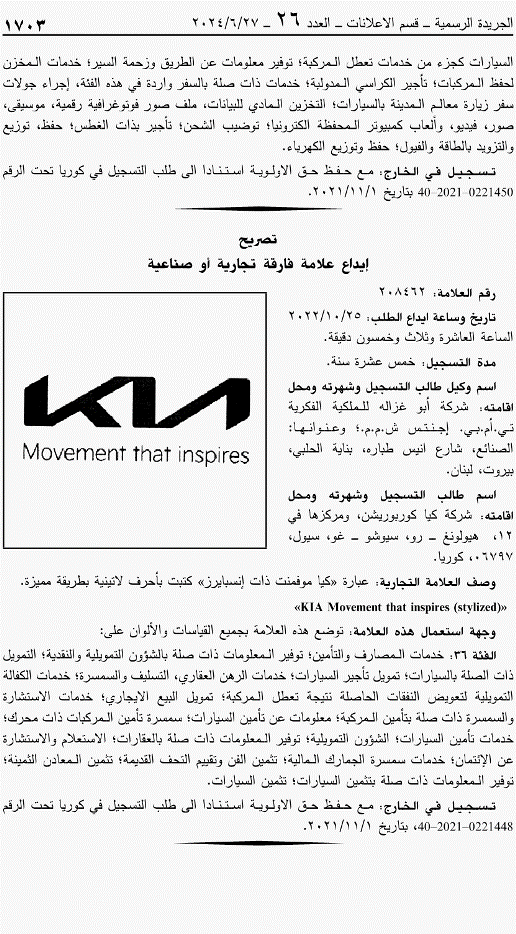 الجريدة الرسمية ــ قسم الاعلانات ــ العدد ٢٦ ــ ٢٠٢٤/٦/٢٧
١٧٠٣
السيارات كجزء من خدمات تعطل المركبة؛ توفير معلومات عن الطريق وزحمة السير؛ خدمات المخزن
لحفظ المركبات؛ تأجير الكراسي المدولبة؛ خدمات ذات صلة بالسفر واردة في هذه الفئة، إجراء جولات
سفر زيارة معالم المدينة بالسيارات؛ التخزين المادي للبيانات، ملف صور فوتوغرافية رقمية، موسيقى،
صور، فيديو، وألعاب كمبيوتر المحفظة الكترونيا؛ توضيب الشحن؛ تأجير بذات الغطس؛ حفظ، توزيع
والتزويد بالطاقة والفيول؛ حفظ وتوزيع الكهرباء.
تسجيل في الخارج: مع حفظ حق الاولوية استنادا الى طلب التسجيل في كوريا تحت الرقم
40-2021-0221450 بتاريخ ٢٠٢١/١١/١.
تصريح
إيداع علامة فارقة تجارية أو صناعية
رقم العلامة: ٢٠٨٤٦٢
تاريخ وساعة ايداع الطلب: ٢٠٢٢/١٠/٢٥
الساعة العاشرة وثلاث وخمسون دقيقة.
مدة التسجيل: خمس عشرة سنة.
اسم وكيل طالب التسجيل وشهرته ومحل
اقامته: شركة أبو غزاله للملكية الفكرية
تي.أم.بي. إجنتس ش.م.م.؛ وعنوانها:
الصنائع، شارع انيس طباره، بناية الحلبي،
بيروت، لبنان.
اسم طالب التسجيل وشهرته ومحل
اقامته: شركة كيا كوربوريشن، ومركزها في
١٢، هيولونغ ــ رو، سيوشو ــ غو، سيول،
٠٦٧٩٧، كوريا.
KIA
Movement that inspires
وصف العلامة التجارية: عبارة «كيا موفمنت ذات إنسبايرز» كتبت بأحرف لاتينية بطريقة مميزة.
«KIA Movement that inspires (stylized)»
وجهة استعمال هذه العلامة: توضع هذه العلامة بجميع القياسات والألوان على:
الفئة ٣٦: خدمات المصارف والتأمين؛ توفير المعلومات ذات صلة بالشؤون التمويلية والنقدية؛ التمويل
ذات الصلة بالسيارات؛ تمويل تأجير السيارات؛ خدمات الرهن العقاري، التسليف والسمسرة؛ خدمات الكفالة
التمويلية لتعويض النفقات الحاصلة نتيجة تعطل المركبة؛ تمويل البيع الايجاري؛ خدمات الاستشارة
والسمسرة ذات صلة بتأمين المركبة؛ معلومات عن تأمين السيارات؛ سمسرة تأمين المركبات ذات محرك؛
خدمات تأمين السيارات؛ الشؤون التمويلية؛ توفير المعلومات ذات صلة بالعقارات؛ الاستعلام والاستشارة
عن الإئتمان؛ خدمات سمسرة الجمارك المالية؛ تثمين الفن وتقييم التحف القديمة؛ تثمين المعادن الثمينة؛
توفير المعلومات ذات صلة بتثمين السيارات؛ تثمين السيارات.
تسجيل في الخارج: مع حفظ حق الاولوية استنادا الى طلب التسجيل في كوريا تحت الرقم
40-2021-0221448، بتاريخ ٢٠٢١/١١/١.